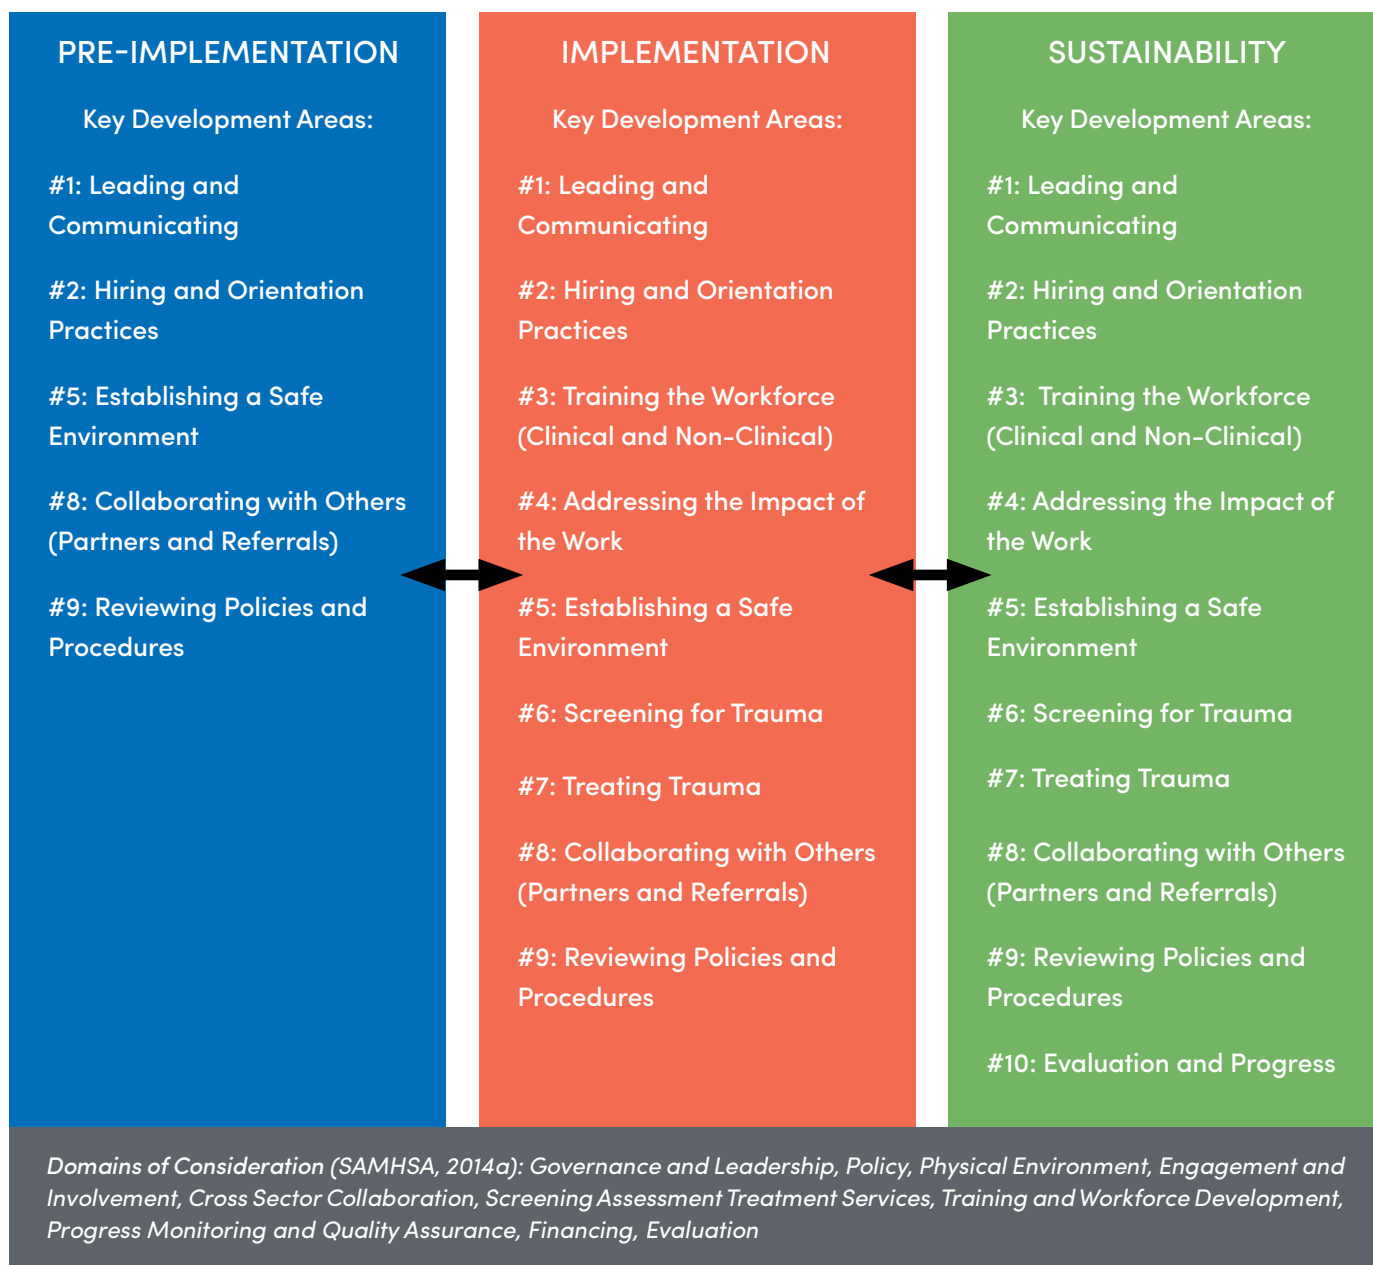 PRE-IMPLEMENTATION
Key Development Areas:
#1: Leading and
Communicating
#2: Hiring and Orientation
Practices
#5: Establishing a Safe
Environment
#8: Collaborating with Others
(Partners and Referrals)
#9: Reviewing Policies and
Procedures
IMPLEMENTATION
Key Development Areas:
#1: Leading and
Communicating
#2: Hiring and Orientation
Practices
#3: Training the Workforce
(Clinical and Non-Clinical)
#4: Addressing the Impact of
the Work
#5: Establishing a Safe
Environment
#6: Screening for Trauma
#7: Treating Trauma
#8: Collaborating with Others
(Partners and Referrals)
#9: Reviewing Policies and
Procedures
SUSTAINABILITY
Key Development Areas:
#1: Leading and
Communicating
#2: Hiring and Orientation
Practices
#3: Training the Workforce
(Clinical and Non-Clinical)
#4: Addressing the Impact of
the Work
#5: Establishing a Safe
Environment
#6: Screening for Trauma
#7: Treating Trauma
#8: Collaborating with Others
(Partners and Referrals)
#9: Reviewing Policies and
Procedures
#10: Evaluation and Progress
Domains of Consideration (SAMHSA, 2014a): Governance and Leadership, Policy, Physical Environment, Engagement and
Involvement, Cross Sector Collaboration, Screening Assessment Treatment Services, Training and Workforce Development,
Progress Monitoring and Quality Assurance, Financing, Evaluation